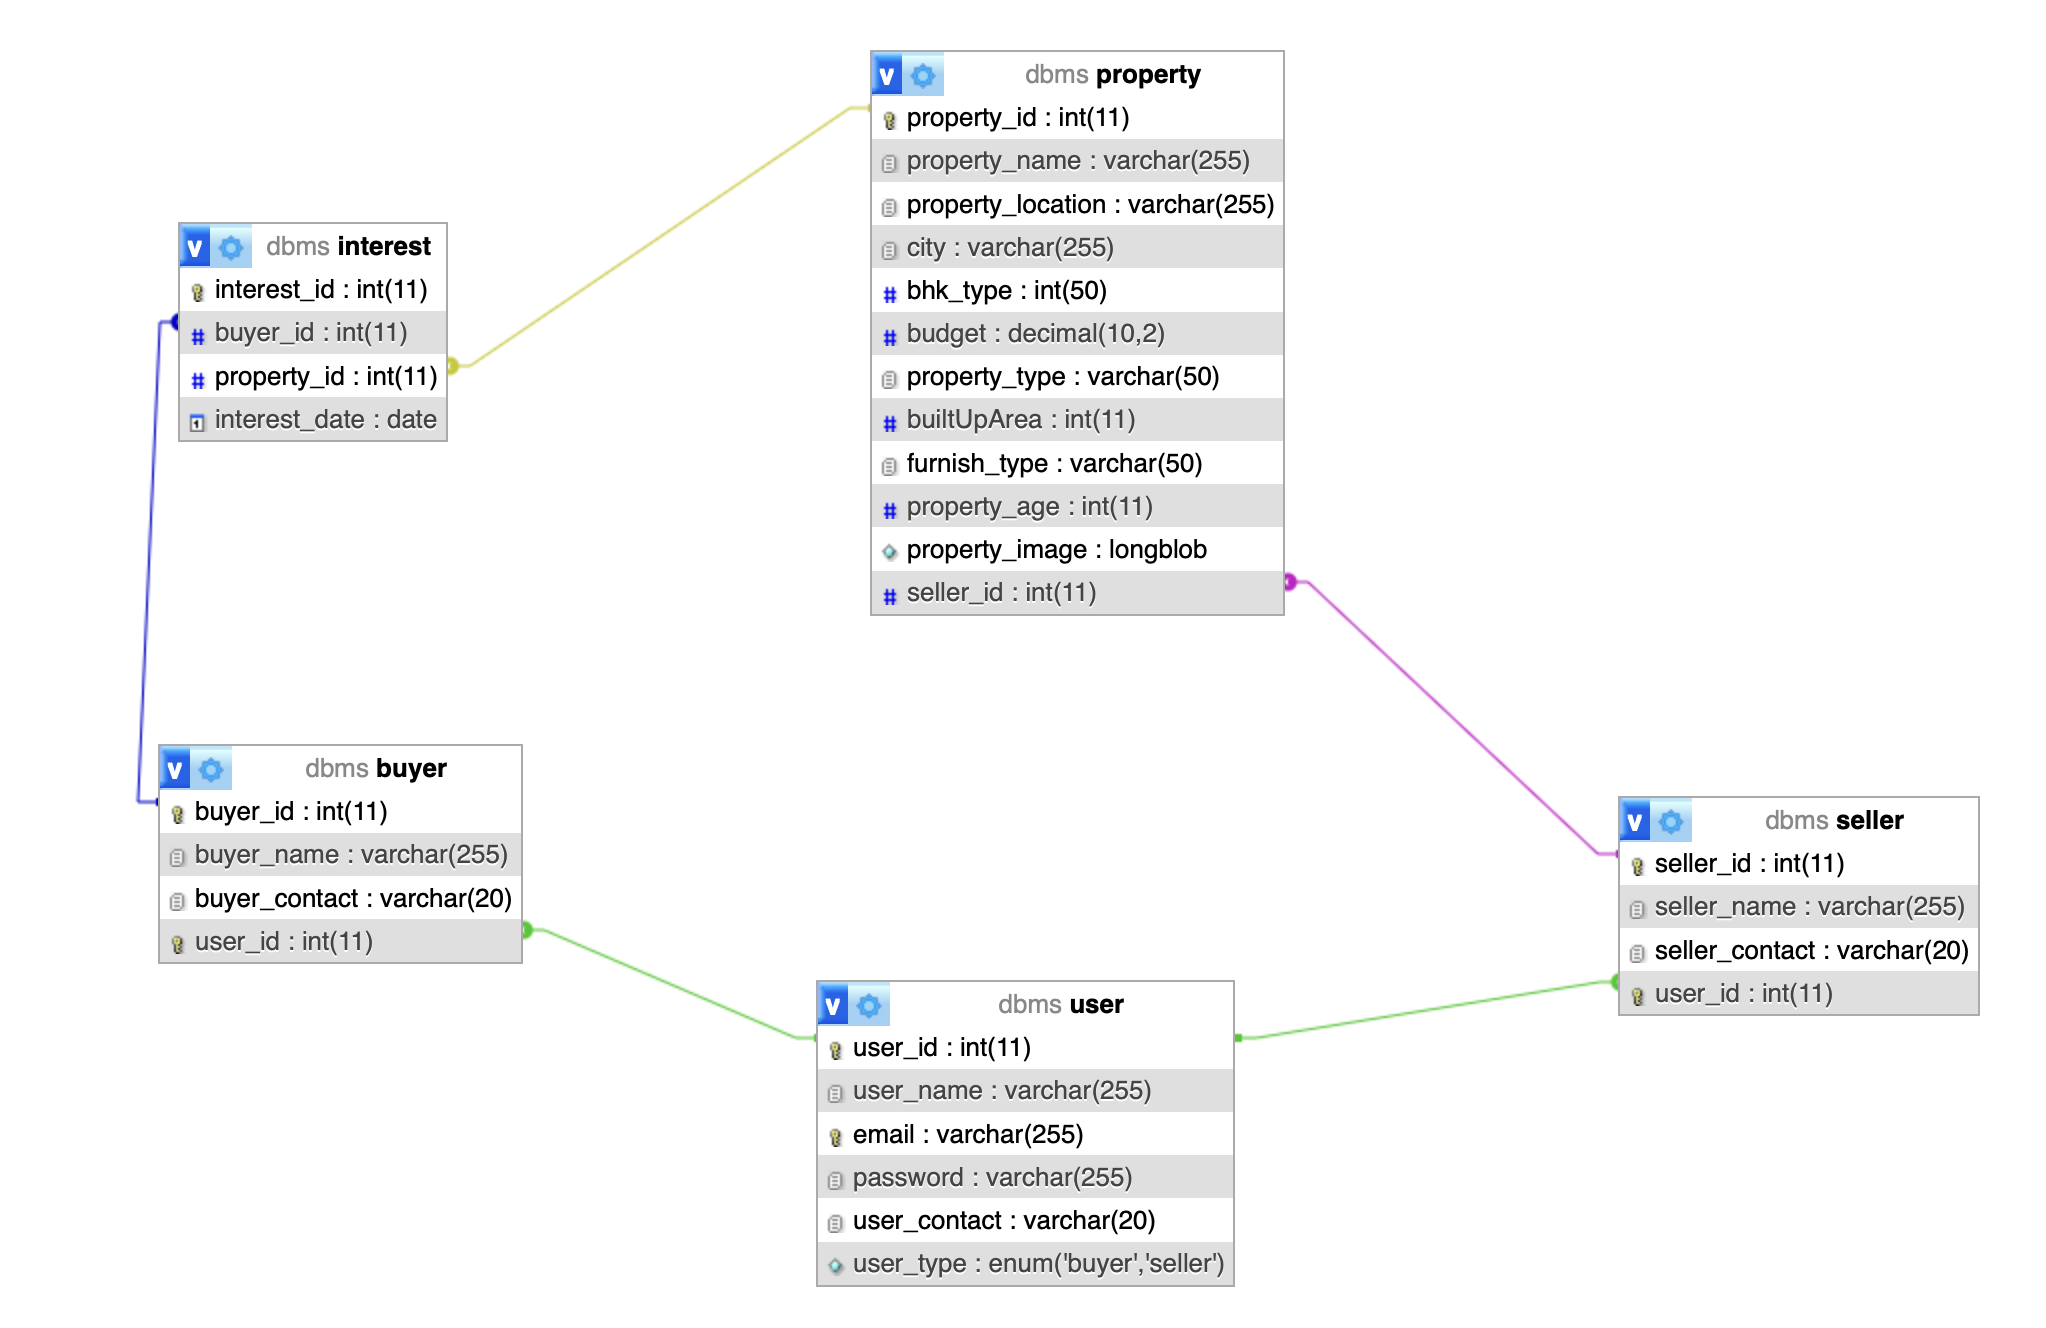 v dbms property
property_id : int(11)
property_name : varchar(255)
property_location : varchar(255)
city : varchar(255)
# bhk_type : int(50)
# budget : decimal(10,2)
property_type : varchar(50)
# builtUpArea : int(11)
furnish_type : varchar(50)
# property_age : int(11)
property_image : longblob
# seller_id : int(11)
v dbms interest
interest_id : int(11)
# buyer_id : int(11)
# property_id : int(11)
interest_date : date
v dbms buyer
buyer_id : int(11)
buyer_name : varchar(255)
buyer_contact : varchar(20)
user_id : int(11)
v dbms seller
seller_id : int(11)
seller_name : varchar(255)
seller_contact : varchar(20)
user_id : int(11)
v dbms user
user_id : int(11)
user_name : varchar(255)
email : varchar(255)
password : varchar(255)
user_contact : varchar(20)
user_type : enum('buyer','seller')